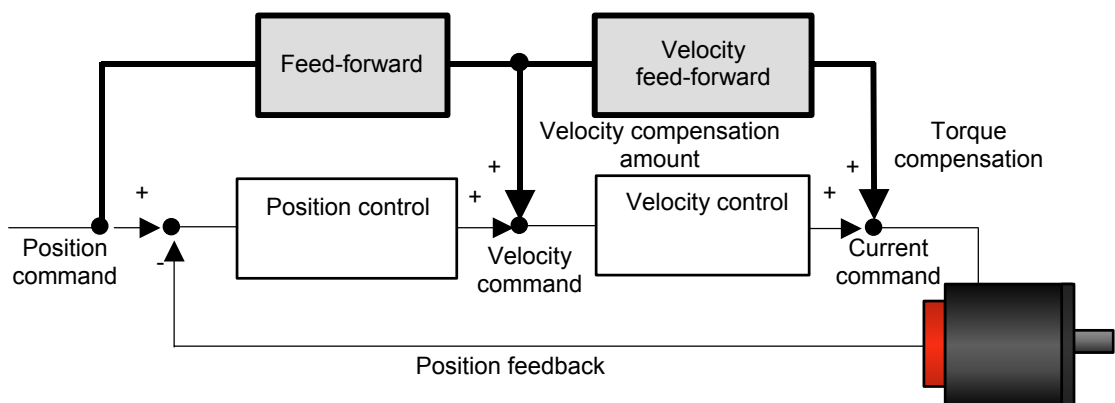 Feed-forward
Velocity
feed-forward
Velocity compensation
amount
Torque
compensation
+
+
+
+
+
Position control
Velocity control
Position
command
-
Velocity
command
Current
command
Position feedback